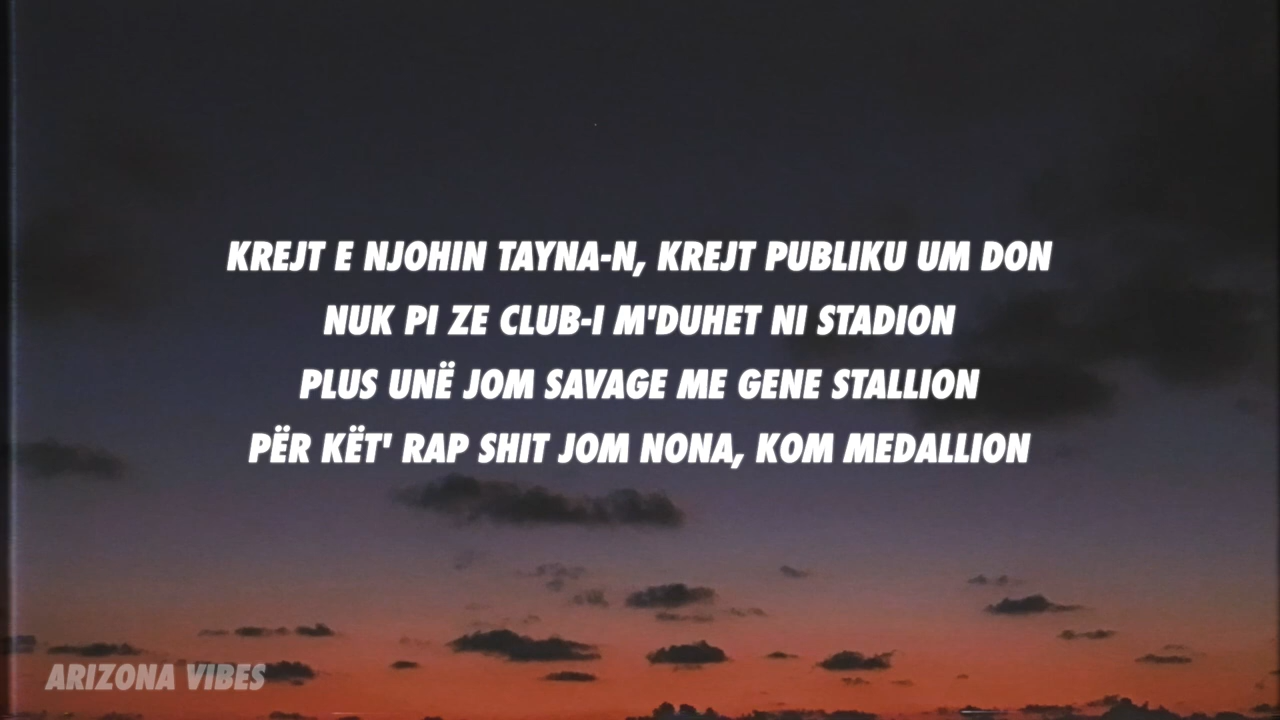 KREJT E NJOHIN TAYNA-N, KREJT PUBLIKU UM DON
NUK PI ZE CLUB-I M'DUHET NI STADION
PLUS UNË JOM SAVAGE ME GENE STALLION
PËR KËT' RAP SHIT JOM NONA, KOM MEDALLION
ARIZONA VIBES